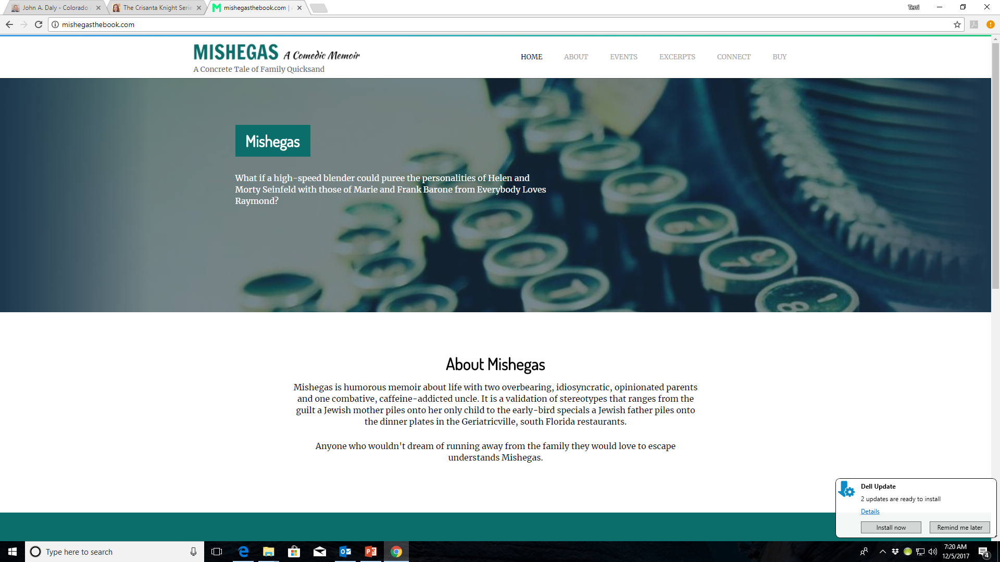 John A. Daly - Colorado
The Crisanta Knight Serie
mishegasthebook.com |
Terri
mishegasthebook.com
MISHEGAS A Comedic Memoir
A Concrete Tale of Family Quicksand
HOME ABOUT EVENTS EXCERPTS CONNECT BUY
Mishegas
What if a high-speed blender could puree the personalities of Helen and
Morty Seinfeld with those of Marie and Frank Barone from Everybody Loves
Raymond?
About Mishegas
Mishegas is humorous memoir about life with two overbearing, idiosyncratic, opinionated parents
and one combative, caffeine-addicted uncle. It is a validation of stereotypes that ranges from the
guilt a Jewish mother piles onto her only child to the early-bird specials a Jewish father piles onto
the dinner plates in the Geriatricville, south Florida restaurants.
Anyone who wouldn't dream of running away from the family they would love to escape
understands Mishegas.
Dell Update
2 updates are ready to install
Details
Install now Remind me later
Type here to search
7:20 AM
12/5/2017
4